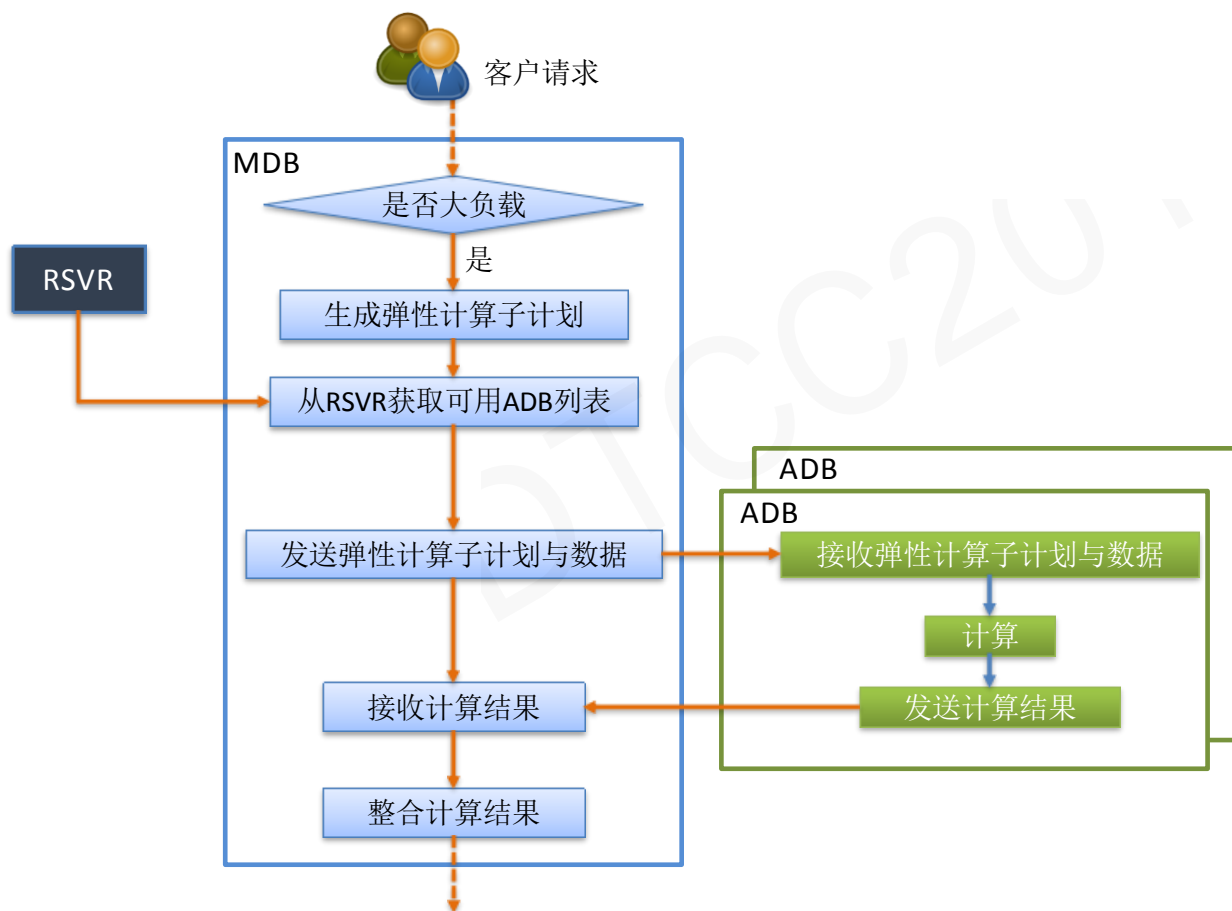 客户请求
MDB
是否大负载
是
RSVR
生成弹性计算子计划
从RSVR获取可用ADB列表
ADB
ADB
发送弹性计算子计划与数据
接收弹性计算子计划与数据
计算
接收计算结果
发送计算结果
整合计算结果